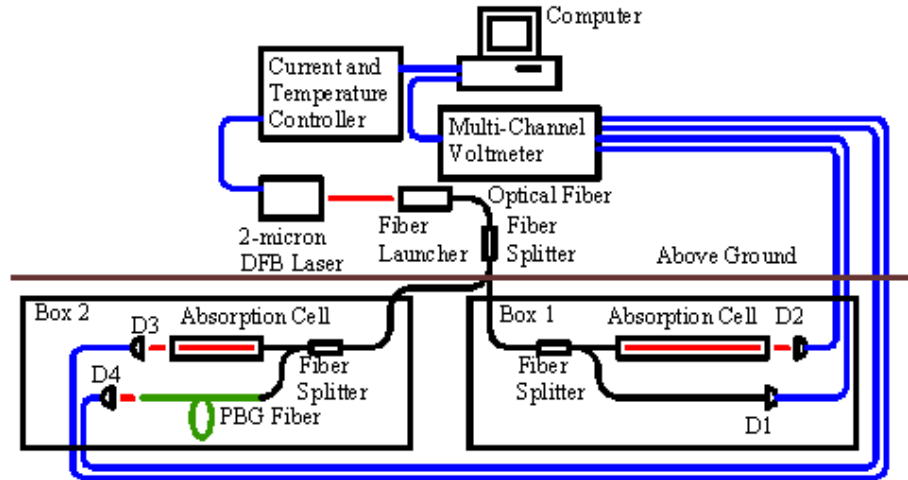 Computer
Current and
Temperature
Controller
Multi-Channel
Voltmeter
Optical Fiber
2-micron
DFB Laser
Fiber
Launcher
Fiber
Splitter
Above Ground
Box 2
D3
Absorption Cell
D4
Fiber
Splitter
PBG Fiber
Box 1
Absorption Cell
D2
Fiber
Splitter
D1